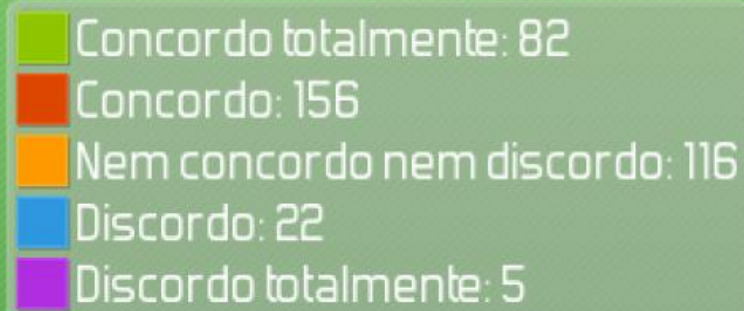 Concordo totalmente: 82
Concordo: 156
Nem concordo nem discordo: 116
Discordo: 22
Discordo totalmente: 5